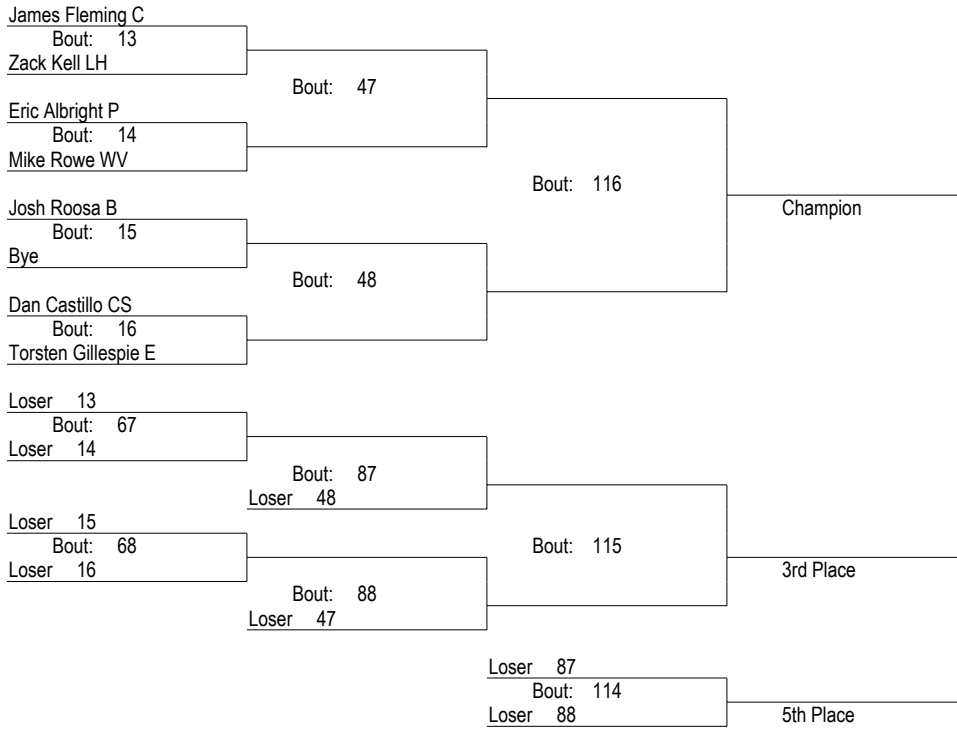 James Fleming C
Bout: 13
Zack Kell LH
Bout: 47
Eric Albright P
Bout: 14
Mike Rowe WV
Bout: 116
Josh Roosa B
Champion
Bout: 15
Bye
Bout: 48
Dan Castillo CS
Bout: 16
Torsten Gillespie E
Loser 13
Bout: 67
Loser 14
Bout: 87
Loser 48
Loser 15
Bout: 68
Bout: 115
Loser 16
3rd Place
Bout: 88
Loser 47
Loser 87
Bout: 114
Loser 88
5th Place